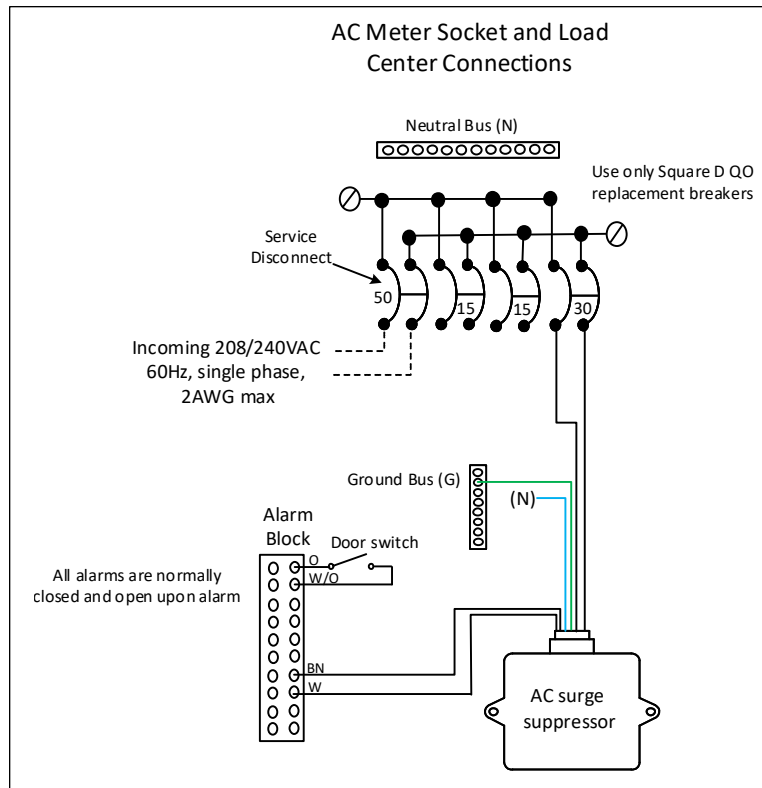 AC Meter Socket and Load
Center Connections
Neutral Bus (N)
Use only Square D QO
replacement breakers
Service
Disconnect
50
15
15
30
Incoming 208/240VAC
60Hz, single phase,
2AWG max
Ground Bus (G)
(N)
Alarm
Block
Door switch
O
W/O
All alarms are normally
closed and open upon alarm
BN
W
AC surge
suppressor